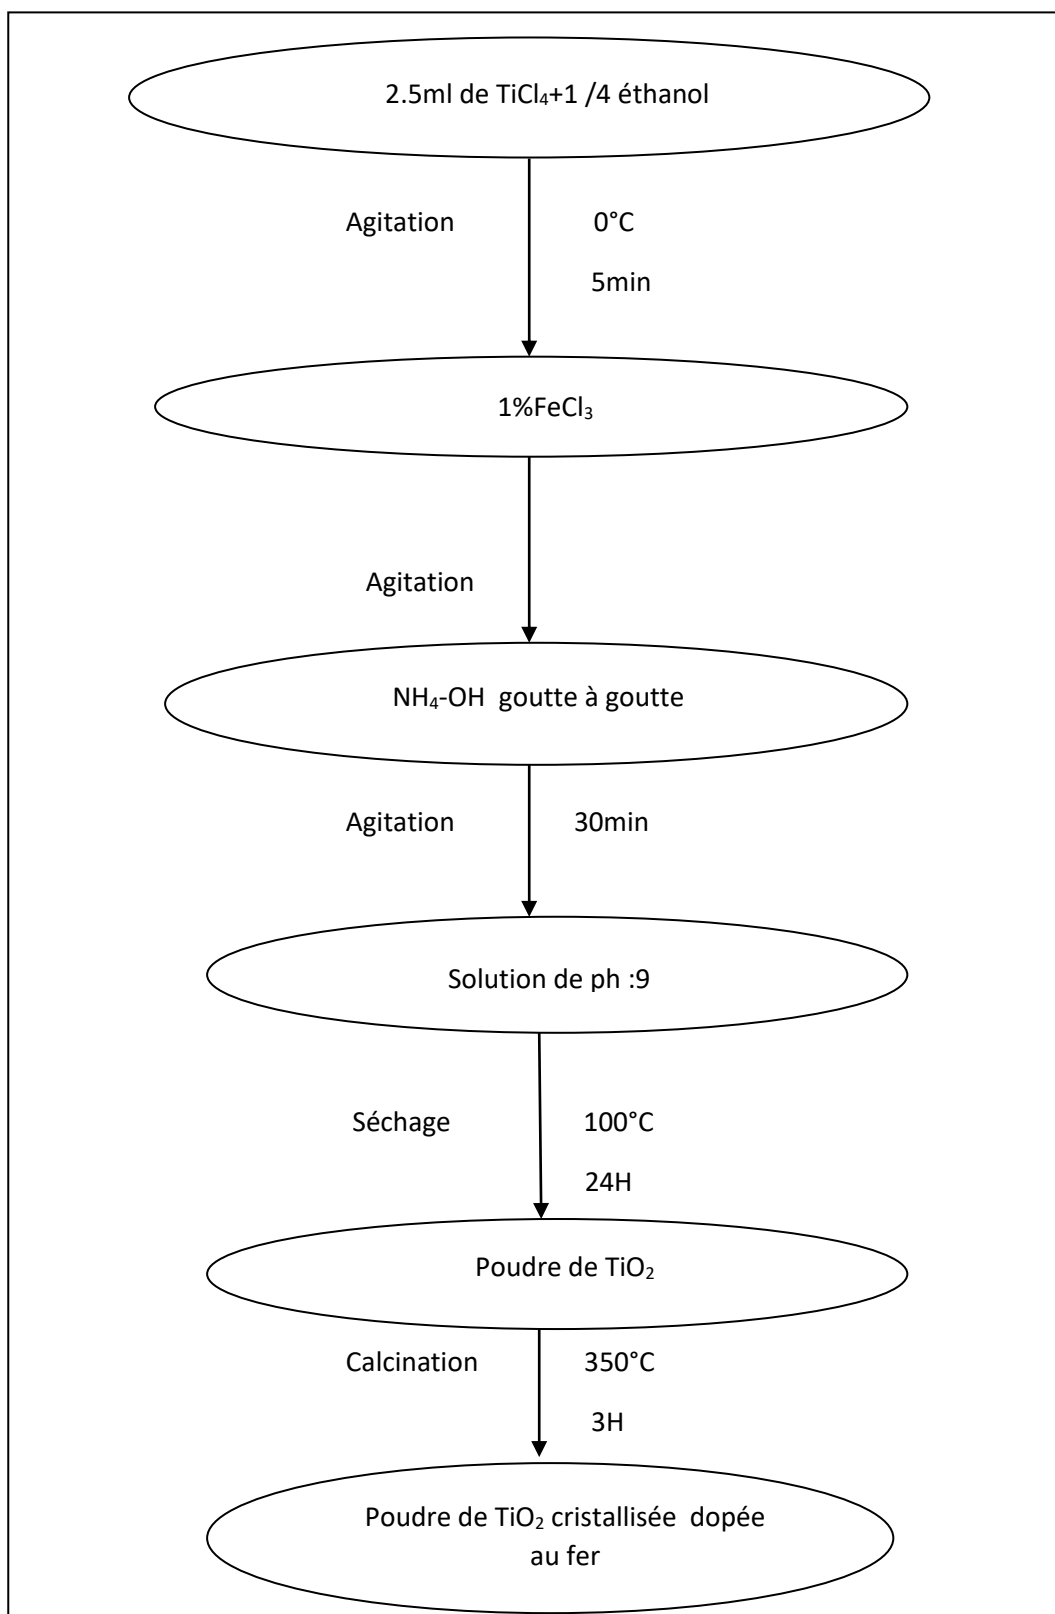 2.5ml de TiCl₄+1 /4 éthanol
Agitation 0°C
5min
1%FeCl₃
Agitation
NH₄-OH goutte à goutte
Agitation 30min
Solution de ph :9
Séchage 100°C
24H
Poudre de TiO₂
Calcination 350°C
3H
Poudre de TiO₂ cristallisée dopée
au fer